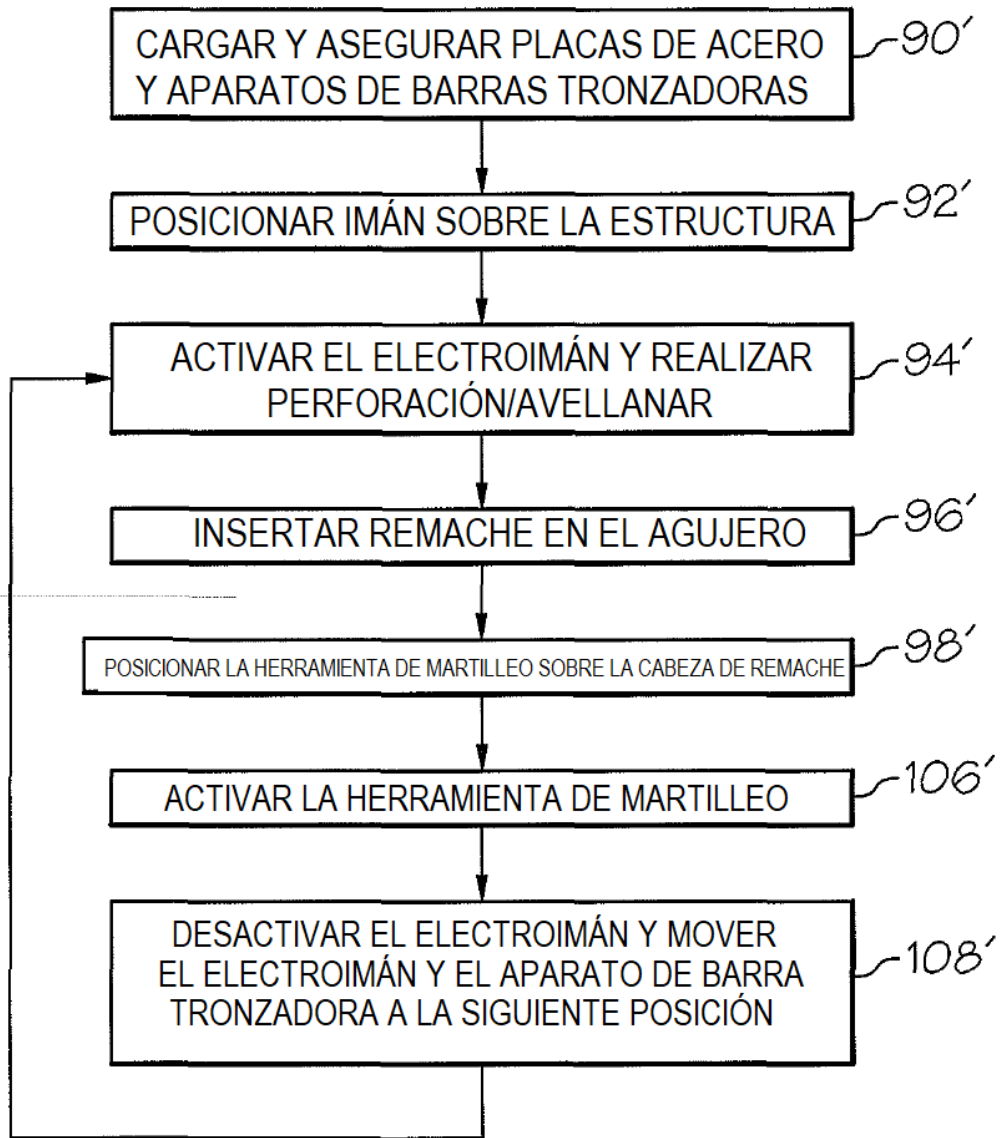 CARGAR Y ASEGURAR PLACAS DE ACERO
Y APARATOS DE BARRAS TRONZADORAS
90'
POSICIONAR IMÁN SOBRE LA ESTRUCTURA
92'
ACTIVAR EL ELECTROIMÁN Y REALIZAR
PERFORACIÓN/AVELLANAR
94'
INSERTAR REMACHE EN EL AGUJERO
96'
POSICIONAR LA HERRAMIENTA DE MARTILLEO SOBRE LA CABEZA DE REMACHE
98'
ACTIVAR LA HERRAMIENTA DE MARTILLEO
106'
DESACTIVAR EL ELECTROIMÁN Y MOVER
EL ELECTROIMÁN Y EL APARATO DE BARRA
TRONZADORA A LA SIGUIENTE POSICIÓN
108'